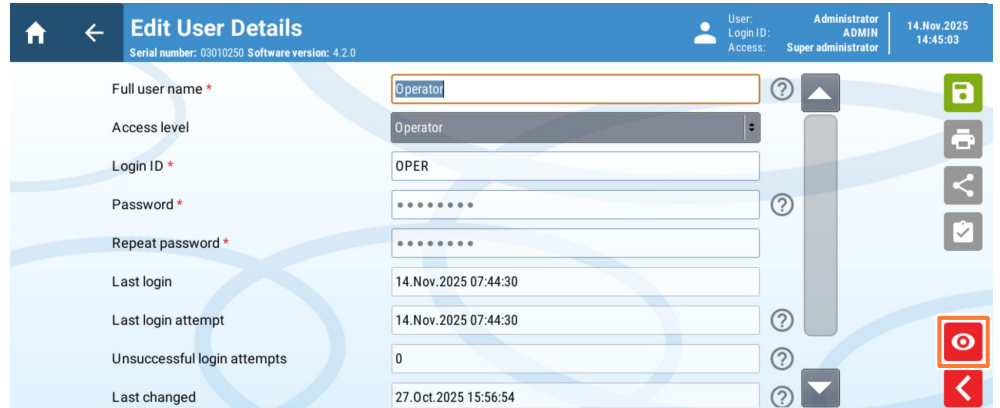 Edit User Details
Serial number: 03010250 Software version: 4.2.0
User: Administrator
Login ID: ADMIN
Access: Super administrator
14.Nov.2025
14:45:03
Full user name * Operator
Access level Operator
Login ID * OPER
Password * ••••••••
Repeat password * ••••••••
Last login 14.Nov.2025 07:44:30
Last login attempt 14.Nov.2025 07:44:30
Unsuccessful login attempts 0
Last changed 27.Oct.2025 15:56:54